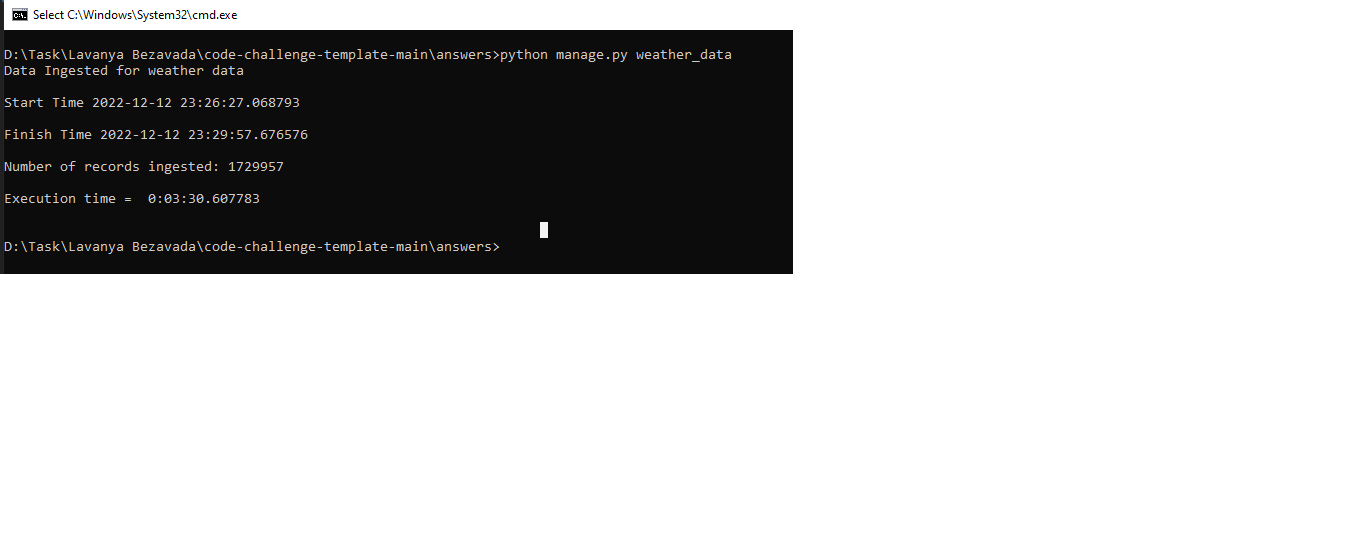 Select C:\Windows\System32\cmd.exe
D:\Task\Lavanya Bezavada\code-challenge-template-main\answers>python manage.py weather_data
Data Ingested for weather data
Start Time 2022-12-12 23:26:27.068793
Finish Time 2022-12-12 23:29:57.676576
Number of records ingested: 1729957
Execution time =  0:03:30.607783
D:\Task\Lavanya Bezavada\code-challenge-template-main\answers>